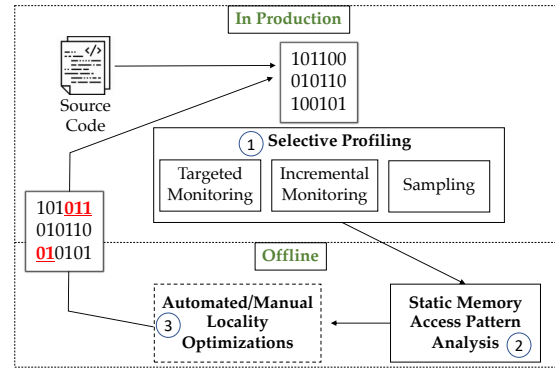 In Production
Source
Code
101100
010110
100101
1 Selective Profiling
Targeted
Monitoring
Incremental
Monitoring
Sampling
101011
010110
010101
Offline
Automated/Manual
3 Locality
Optimizations
Static Memory
Access Pattern
Analysis 2